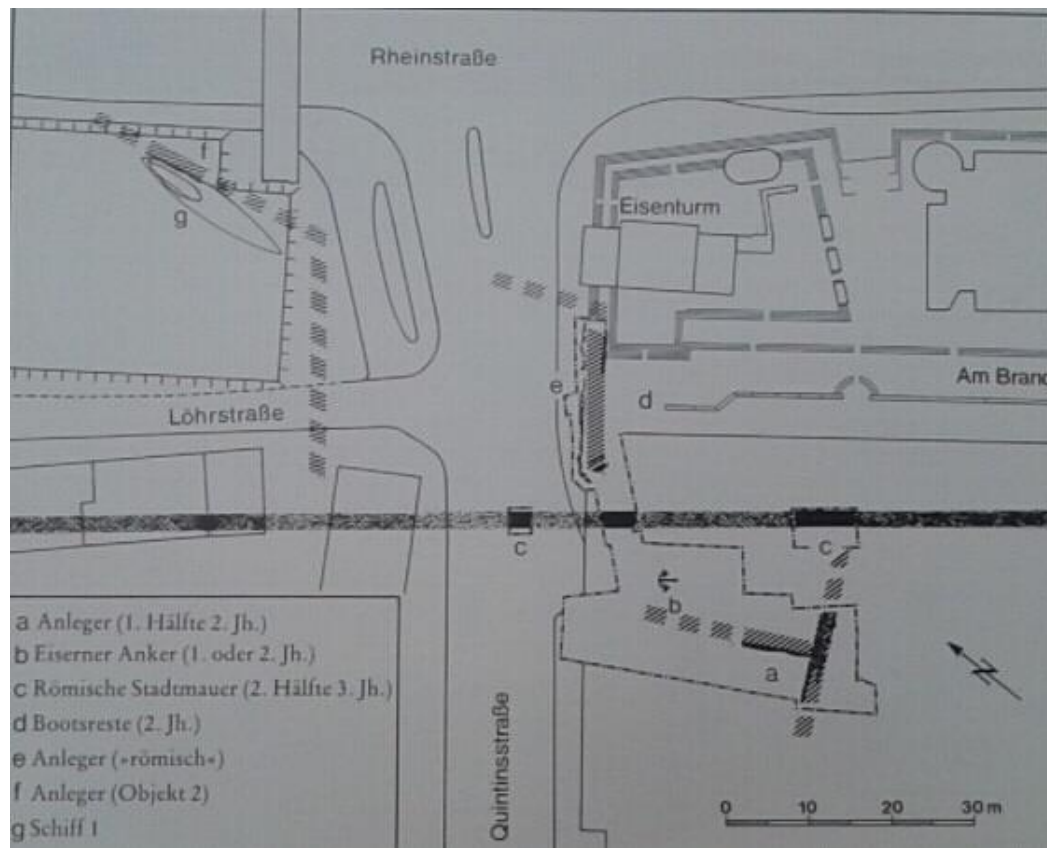 Rheinstraße
f
g
Eisenturm
e
d
Am Brand
Löhrstraße
c
c
b
a
a Anleger (1. Hälfte 2. Jh.)
b Eiserner Anker (1. oder 2. Jh.)
c Römische Stadtmauer (2. Hälfte 3. Jh.)
d Bootsreste (2. Jh.)
e Anleger (»römisch«)
f Anleger (Objekt 2)
g Schiff 1
Quintinsstraße
N
0 10 20 30 m